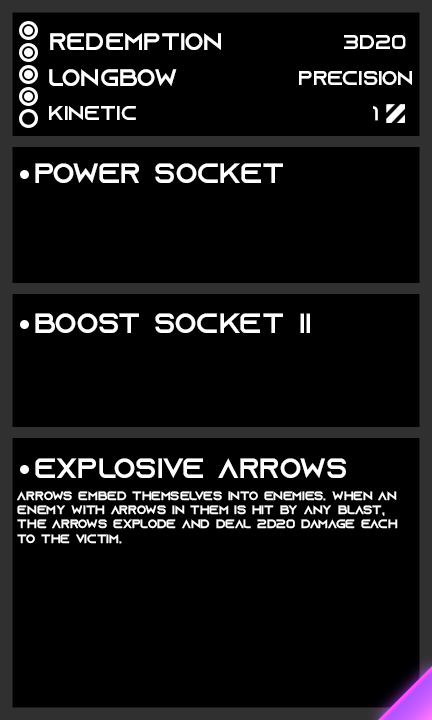 REDEMPTION 3D20
LONGBOW PRECISION
KINETIC 1
•POWER SOCKET
•BOOST SOCKET II
•EXPLOSIVE ARROWS
ARROWS EMBED THEMSELVES INTO ENEMIES. WHEN AN
ENEMY WITH ARROWS IN THEM IS HIT BY ANY BLAST,
THE ARROWS EXPLODE AND DEAL 2D20 DAMAGE EACH
TO THE VICTIM.